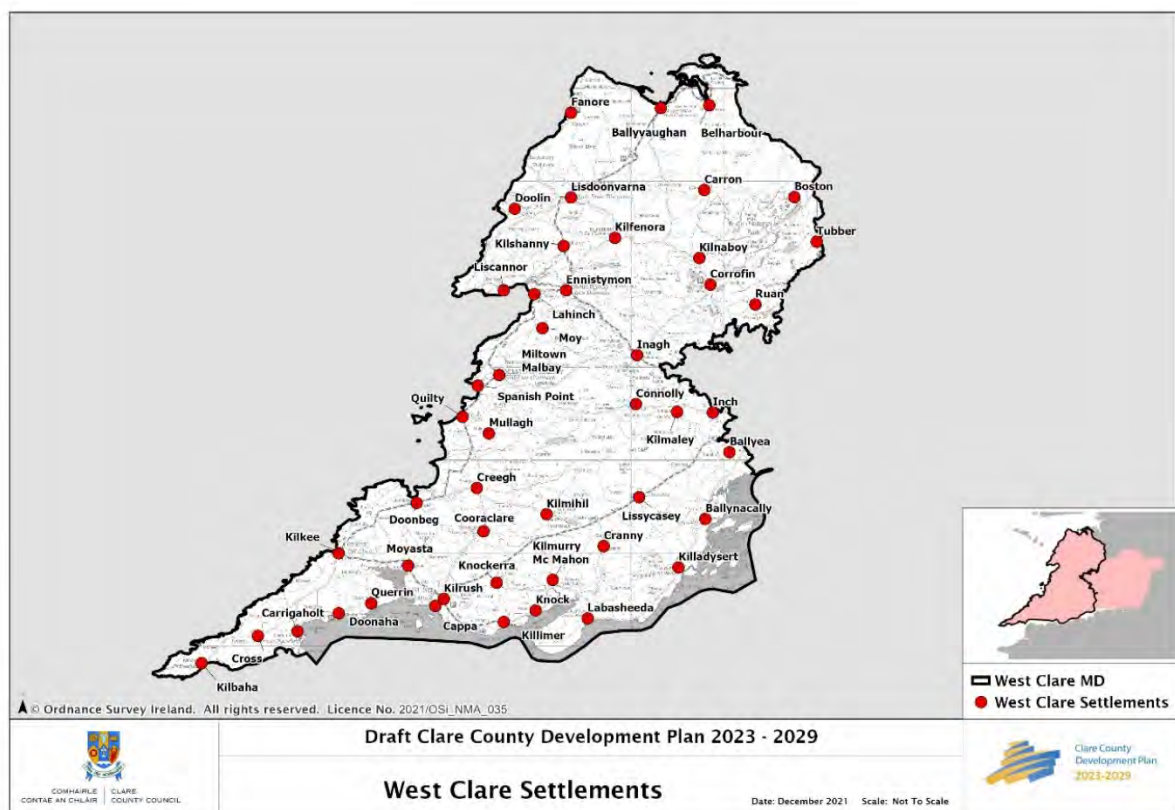 Fanore
Ballyvaughan
Belharbour
Lisdoonvarna
Carron
Boston
Doolin
Kilfenora
Tubber
Kilshanny
Kilnaboy
Liscannor
Ennistymon
Corrofin
Ruan
Lahinch
Moy
Inagh
Miltown
Malbay
Spanish Point
Connolly
Inch
Quilty
Mullagh
Kilmaley
Ballyea
Creegh
Kilmihil
Doonbeg
Cooraclare
Lissycasey
Ballynacally
Kilkee
Moyasta
Kilmurry
Mc Mahon
Cranny
Knockerra
Killadysert
Querrin
Kilrush
Carrigaholt
Doonaha
Cappa
Knock
Labasheeda
Killimer
Cross
Kilbaha
West Clare MD
West Clare Settlements
© Ordnance Survey Ireland. All rights reserved. Licence No. 2021/OSi_NMA_035
Draft Clare County Development Plan 2023 - 2029
West Clare Settlements
Date: December 2021 Scale: Not To Scale
COMHAIRLE
CONTAE AN CHLÁIR
CLARE
COUNTY COUNCIL
Clare County
Development Plan
2023-2029